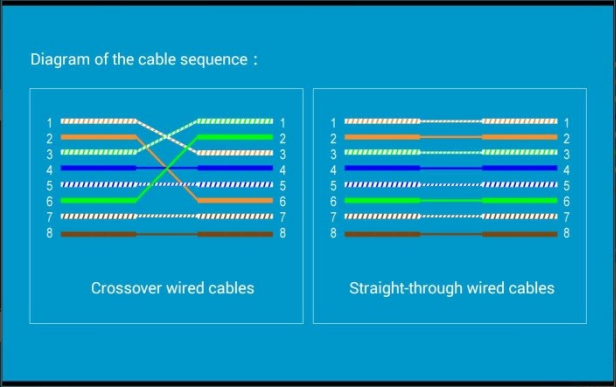 Diagram of the cable sequence :
1 1 1 1
2 2 2 2
3 3 3 3
4 4 4 4
5 5 5 5
6 6 6 6
7 7 7 7
8 8 8 8
Crossover wired cables
Straight-through wired cables